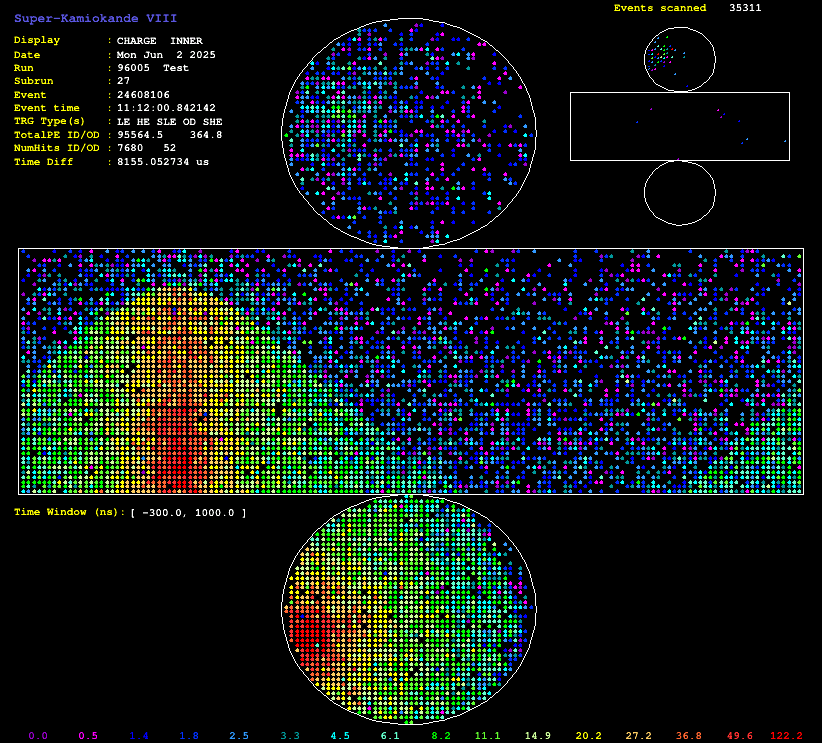 Super-Kamiokande VIII
Events scanned 35311
Display : CHARGE INNER
Date : Mon Jun 2 2025
Run : 96005 Test
Subrun : 27
Event : 24608106
Event time : 11:12:00.842142
TRG Type(s) : LE HE SLE OD SHE
TotalPE ID/OD : 95564.5 364.8
NumHits ID/OD : 7680 52
Time Diff : 8155.052734 us
Time Window (ns): [ -300.0, 1000.0 ]
0.0 0.5 1.4 1.8 2.5 3.3 4.5 6.1 8.2 11.1 14.9 20.2 27.2 36.8 49.6 122.2